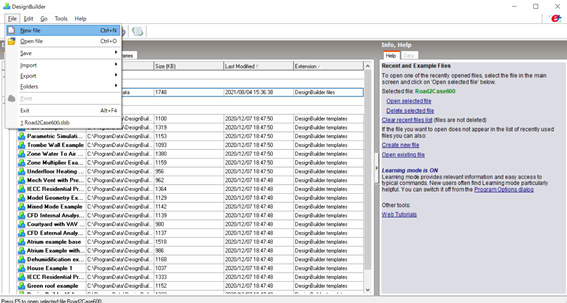 DesignBuilder
File Edit Go Tools Help
New file Ctrl+N
Open file Ctrl+O
Save
Import
Export
Folders
Print
Exit Alt+F4
1 Road2Case600.dsb
Size (KB) Last Modified Extension
1748 2021/08/04 15:36:38 DesignBuilder files
1100 2020/12/07 18:47:50 DesignBuilder templates
1319 2020/12/07 18:47:50 DesignBuilder templates
Parametric Simulati... C:\ProgramData\DesignBuil... 1153 2020/12/07 18:47:50 DesignBuilder templates
Trombe Wall Example C:\ProgramData\DesignBuil... 1132 2020/12/07 18:47:50 DesignBuilder templates
Zone Water To Air ... C:\ProgramData\DesignBuil... 1380 2020/12/07 18:47:50 DesignBuilder templates
Zone Multiplier Exa... C:\ProgramData\DesignBuil... 1159 2020/12/07 18:47:50 DesignBuilder templates
Underfloor Heating ... C:\ProgramData\DesignBuil... 956 2020/12/07 18:47:50 DesignBuilder templates
Mech Vent with Pre... C:\ProgramData\DesignBuil... 962 2020/12/07 18:47:48 DesignBuilder templates
IECC Residential Pr... C:\ProgramData\DesignBuil... 1364 2020/12/07 18:47:48 DesignBuilder templates
Model Geometry Ex... C:\ProgramData\DesignBuil... 1129 2020/12/07 18:47:48 DesignBuilder templates
Mixed Mode Example C:\ProgramData\DesignBuil... 1142 2020/12/07 18:47:48 DesignBuilder templates
CFD Internal Analy... C:\ProgramData\DesignBuil... 1139 2020/12/07 18:47:48 DesignBuilder templates
Courtyard with VAV ... C:\ProgramData\DesignBuil... 980 2020/12/07 18:47:48 DesignBuilder templates
CFD External Analy... C:\ProgramData\DesignBuil... 1137 2020/12/07 18:47:48 DesignBuilder templates
Atrium example base C:\ProgramData\DesignBuil... 1518 2020/12/07 18:47:48 DesignBuilder templates
Atrium Example with... C:\ProgramData\DesignBuil... 986 2020/12/07 18:47:48 DesignBuilder templates
Dehumidification ex... C:\ProgramData\DesignBuil... 1168 2020/12/07 18:47:48 DesignBuilder templates
House Example 1 C:\ProgramData\DesignBuil... 1037 2020/12/07 18:47:48 DesignBuilder templates
IECC Residential Pr... C:\ProgramData\DesignBuil... 1333 2020/12/07 18:47:48 DesignBuilder templates
Green roof example C:\ProgramData\DesignBuil... 1152 2020/12/07 18:47:48 DesignBuilder templates
Press F5 to open selected file Road2Case600.
Info, Help
Help Data
Recent and Example Files
To open one of the recently opened files, select the file in the main
screen and click on 'Open selected file' below.
Selected file: Road2Case600
Open selected file
Delete selected file
Clear recent files list (files are not deleted)
If the file you want to open does not appear in the list of recently used
files you can also:
Create new file
Open existing file
Learning mode is ON
Learning mode provides relevant information and easy access to
typical commands. New users often find Learning mode particularly
helpful. You can switch it off from the Program Options dialog.
Other tools:
Web Tutorials